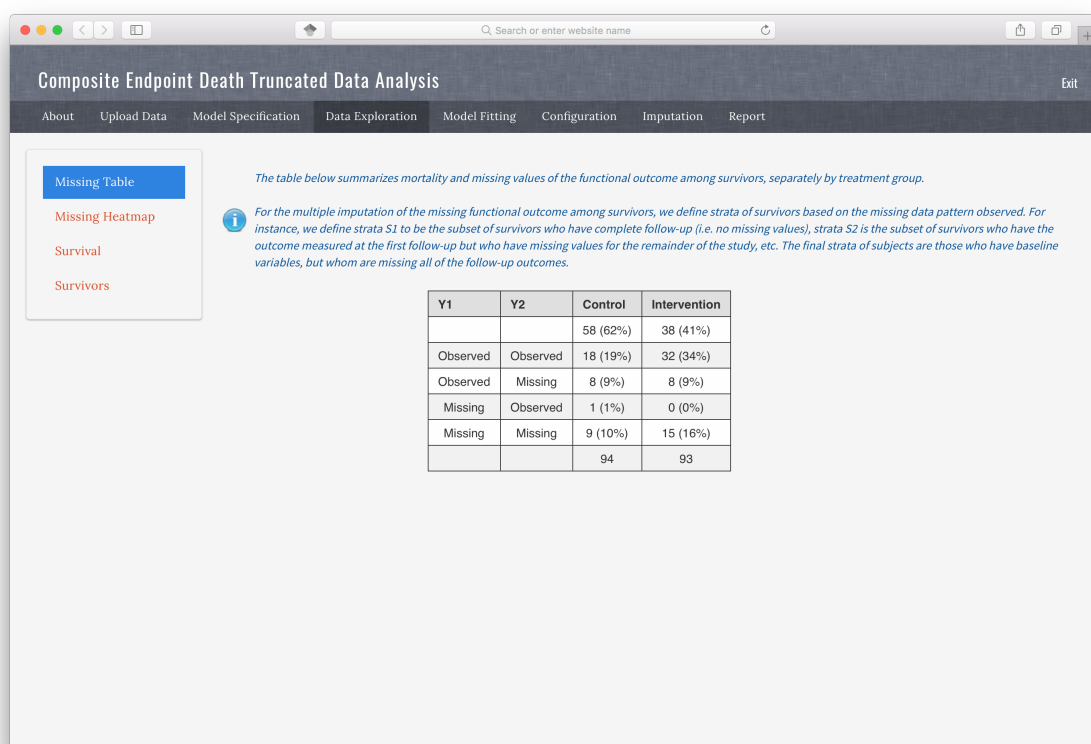 Search or enter website name
Composite Endpoint Death Truncated Data Analysis
Exit
About Upload Data Model Specification Data Exploration Model Fitting Configuration Imputation Report
Missing Table
Missing Heatmap
Survival
Survivors
The table below summarizes mortality and missing values of the functional outcome among survivors, separately by treatment group.
For the multiple imputation of the missing functional outcome among survivors, we define strata of survivors based on the missing data pattern observed. For
instance, we define strata S1 to be the subset of survivors who have complete follow-up (i.e. no missing values), strata S2 is the subset of survivors who have the
outcome measured at the first follow-up but who have missing values for the remainder of the study, etc. The final strata of subjects are those who have baseline
variables, but whom are missing all of the follow-up outcomes.
Y1 Y2 Control Intervention
58 (62%) 38 (41%)
Observed Observed 18 (19%) 32 (34%)
Observed Missing 8 (9%) 8 (9%)
Missing Observed 1 (1%) 0 (0%)
Missing Missing 9 (10%) 15 (16%)
94 93